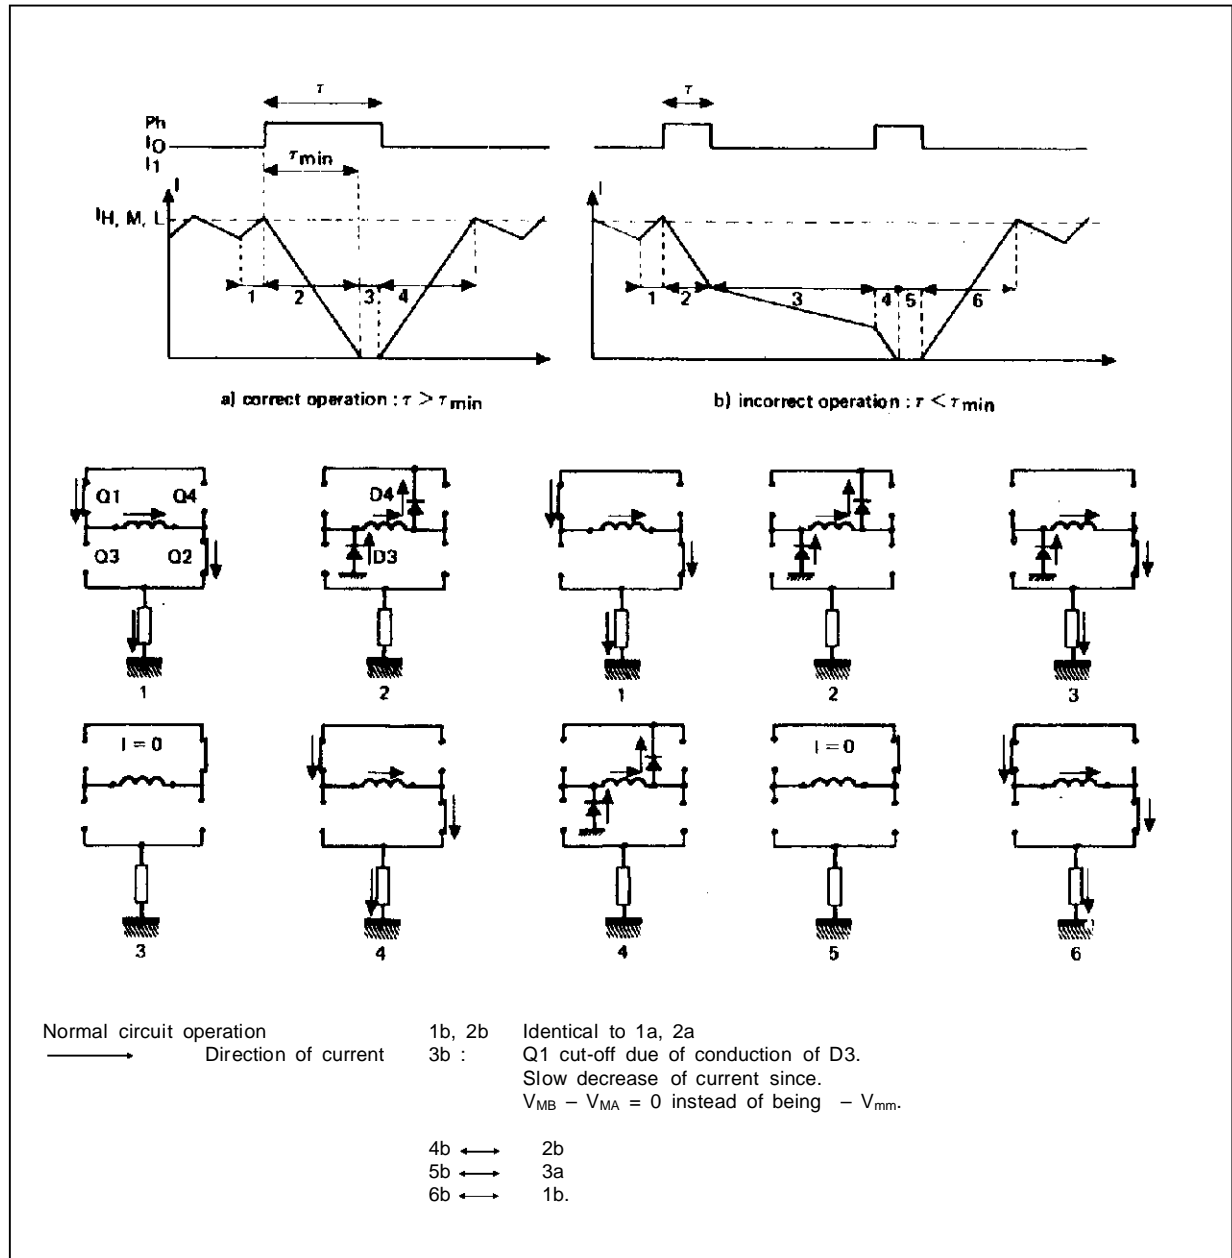 τ
τ
Ph
I0
I1
τmin
I
I
IH, M, L
1 2 3 4
1 2 3 4 5 6
a) correct operation : τ > τmin
b) incorrect operation : τ < τmin
Q1 Q4
D4
Q3 Q2
D3
1 2 1 2 3
I = 0
I = 0
3 4 4 5 6
Normal circuit operation
Direction of current
1b, 2b Identical to 1a, 2a
3b : Q1 cut-off due of conduction of D3.
Slow decrease of current since.
VMB – VMA = 0 instead of being – Vmm.
4b ⟷ 2b
5b ⟷ 3a
6b ⟷ 1b.